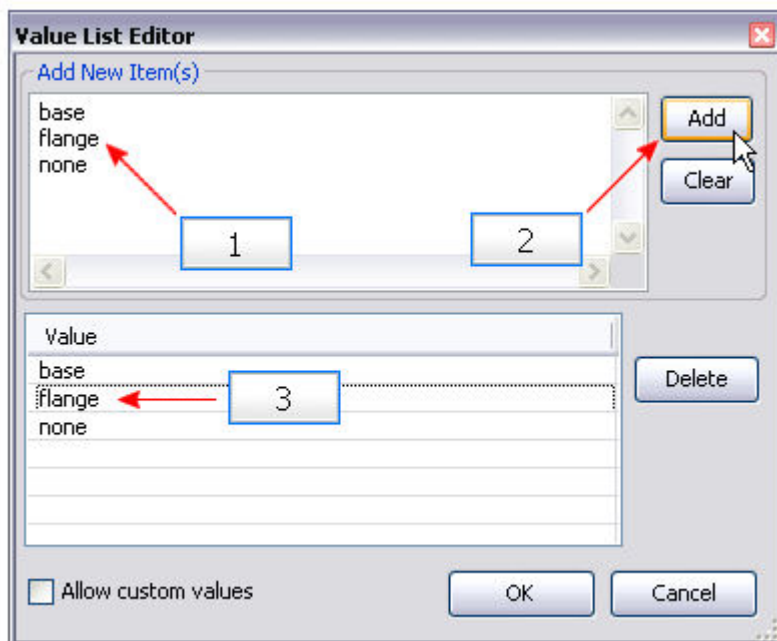 Value List Editor
Add New Item(s)
base
flange
none
Add
Clear
1
2
Value
base
flange
none
3
Delete
Allow custom values
OK
Cancel